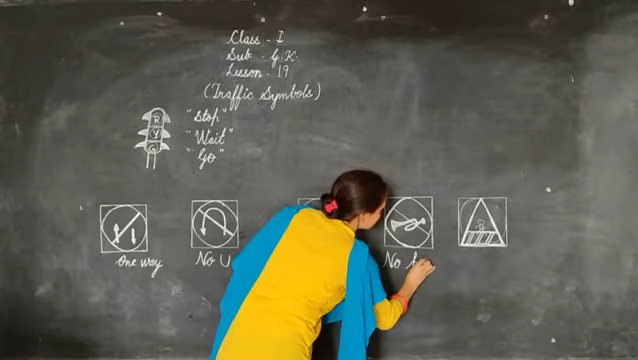 Class - I
Sub - G.K.
Lesson - 19
(Traffic Symbols)
R
Y
G
"Stop"
"Wait"
"Go"
One way
No U
No